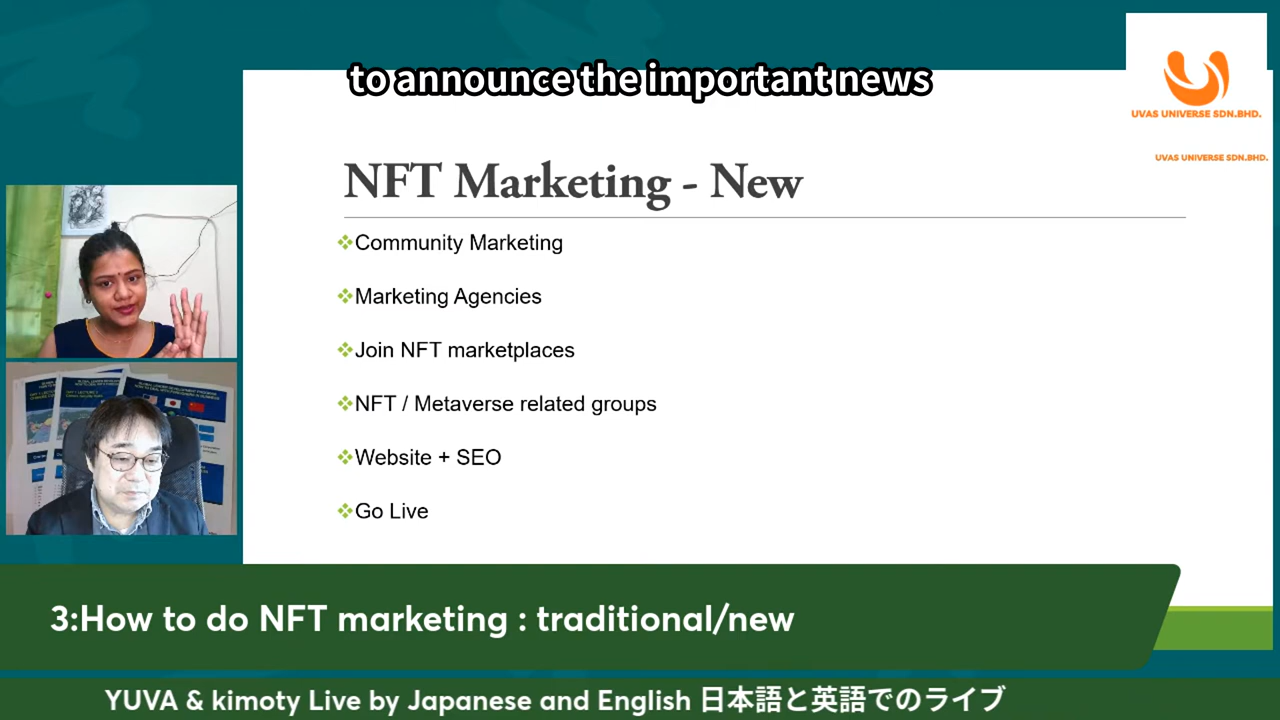 to announce the important news
UVAS UNIVERSE SDN.BHD.
UVAS UNIVERSE SDN.BHD.
NFT Marketing - New
Community Marketing
Marketing Agencies
Join NFT marketplaces
NFT / Metaverse related groups
Website + SEO
Go Live
3:How to do NFT marketing : traditional/new
YUVA & kimoty Live by Japanese and English 日本語と英語でのライブ